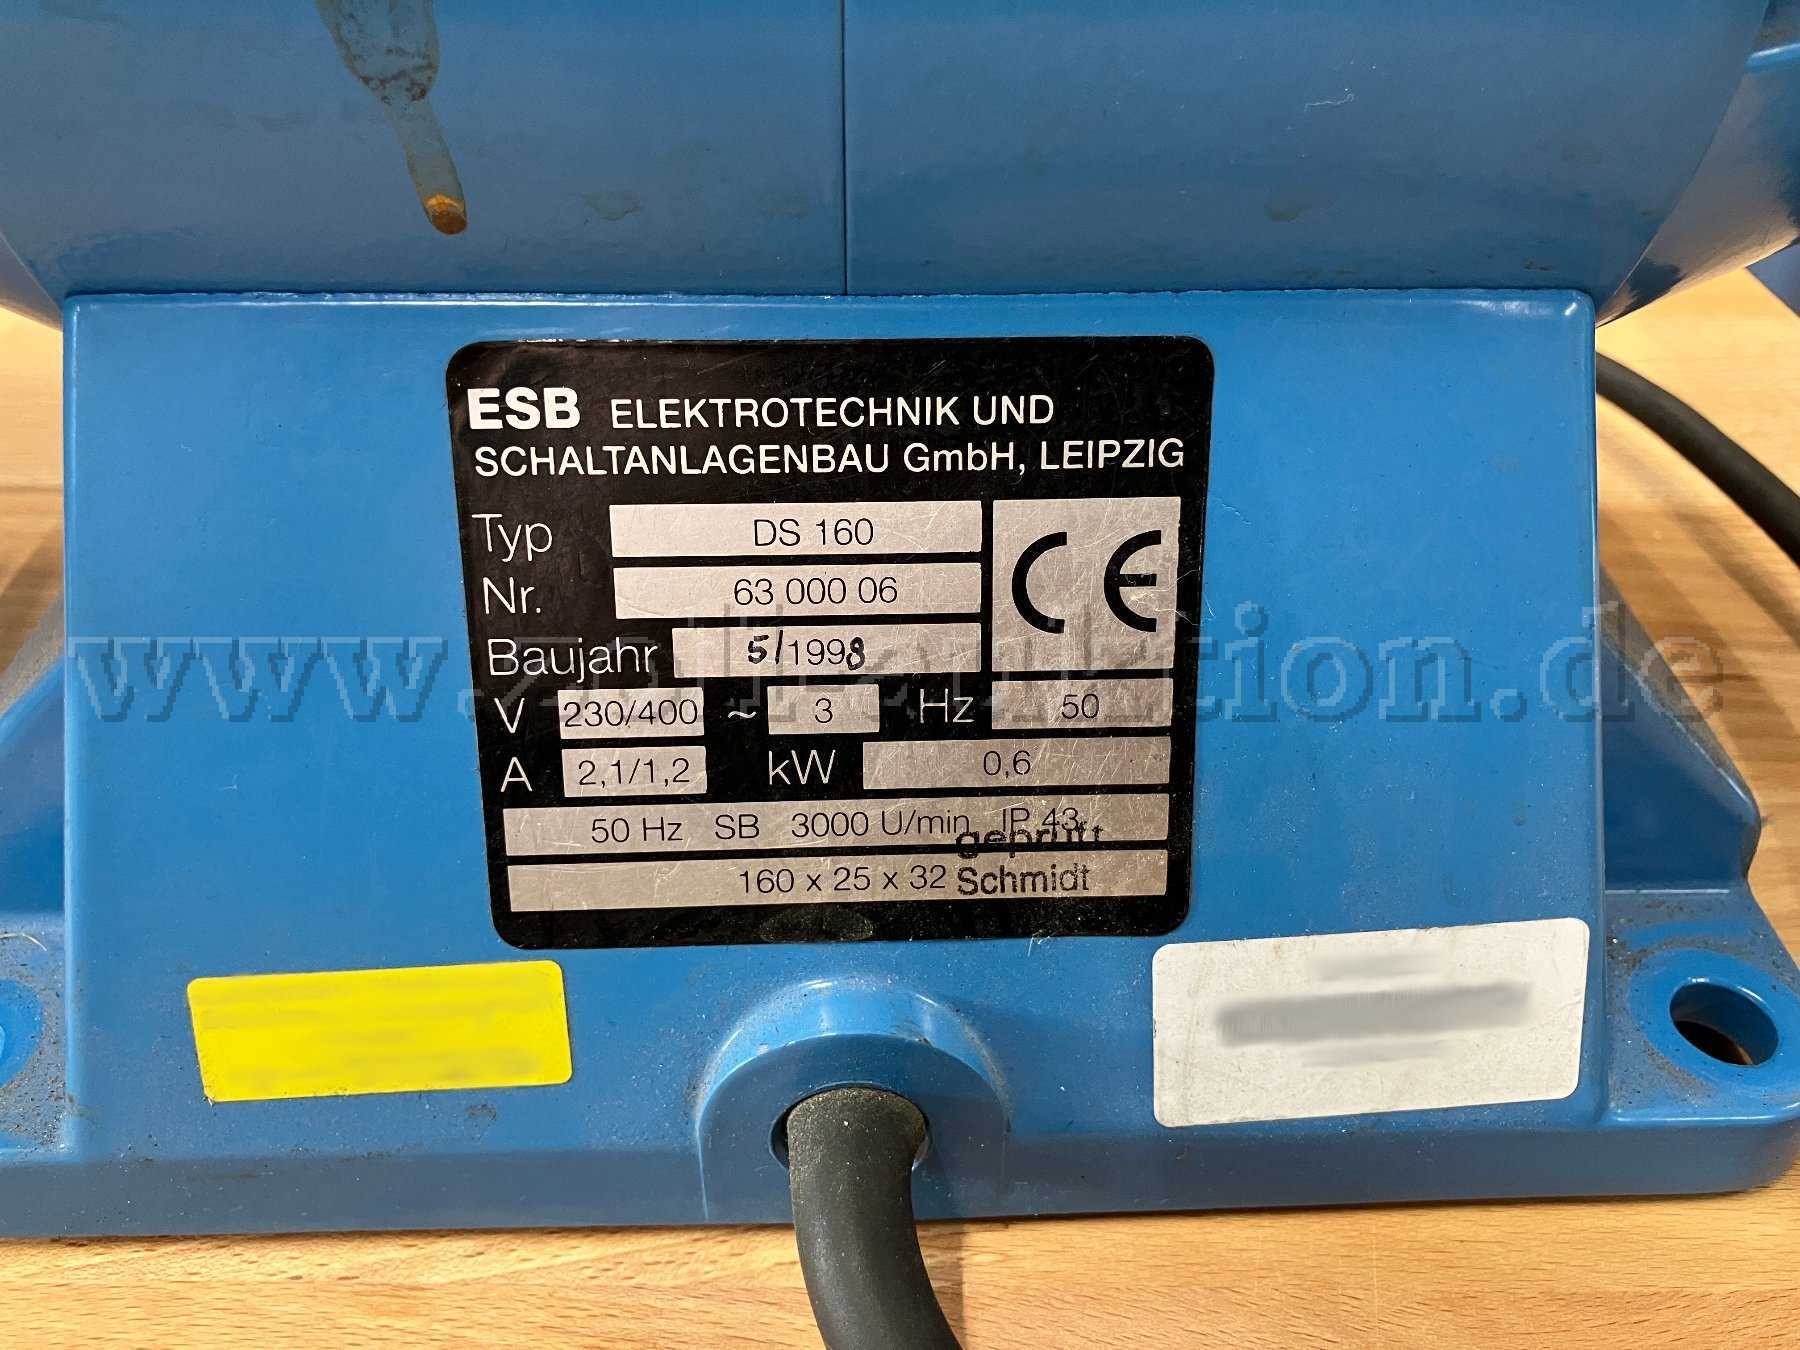 ESB ELEKTROTECHNIK UND
SCHALTANLAGENBAU GmbH, LEIPZIG
Typ DS 160
Nr. 63 000 06
CE
Baujahr 5/1998
V 230/400 ~ 3 Hz 50
A 2,1/1,2 kW 0,6
50 Hz SB 3000 U/min IP 43
geprüft
160 x 25 x 32 Schmidt
www.zollauktion.de